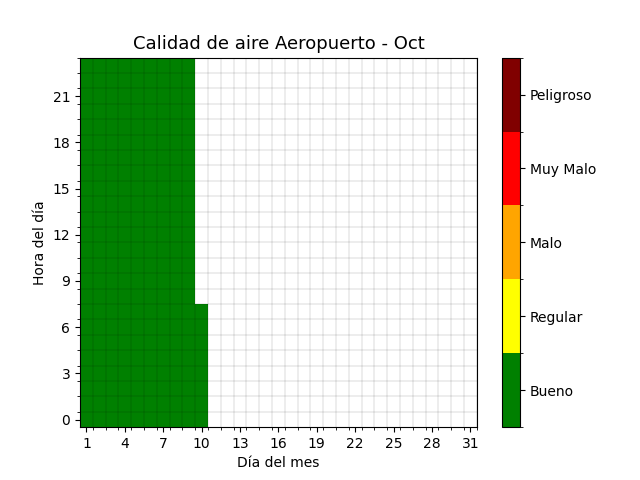 Calidad de aire Aeropuerto - Oct
Hora del día
21
18
15
12
9
6
3
0
1 4 7 10 13 16 19 22 25 28 31
Día del mes
Peligroso
Muy Malo
Malo
Regular
Bueno